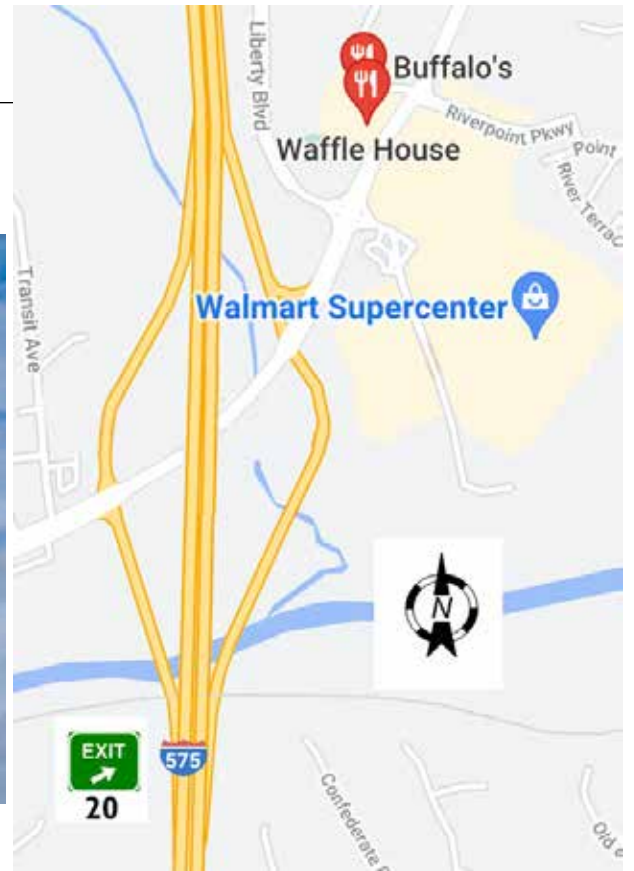 Liberty Blvd
Buffalo's
Waffle House
Riverpoint Pkwy
Point
River Terrac
Transit Ave
Walmart Supercenter
N
EXIT
20
575
Confederate
Old